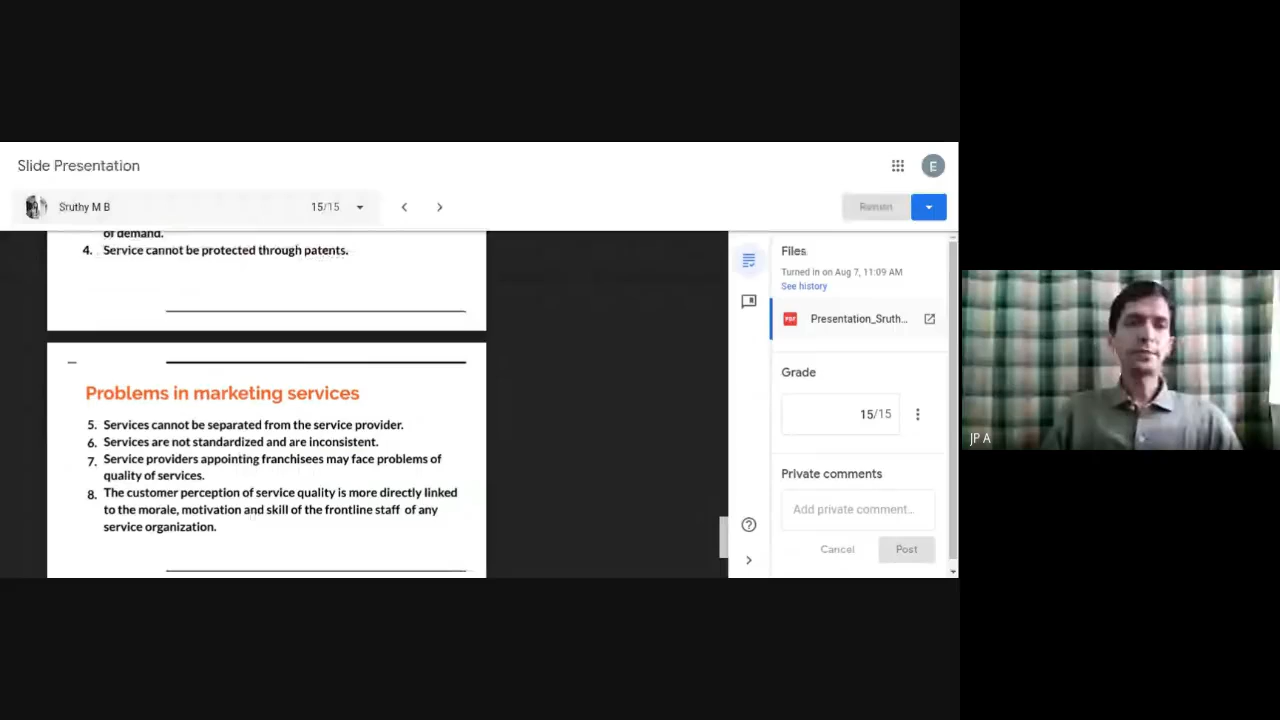 Slide Presentation
E
Sruthy M B
15/15
Return
of demand.
4. Service cannot be protected through patents.
Problems in marketing services
5. Services cannot be separated from the service provider.
6. Services are not standardized and are inconsistent.
7. Service providers appointing franchisees may face problems of
quality of services.
8. The customer perception of service quality is more directly linked
to the morale, motivation and skill of the frontline staff of any
service organization.
Files
Turned in on Aug 7, 11:09 AM
See history
PDF
Presentation_Sruth...
Grade
15/15
Private comments
Add private comment...
Cancel
Post
JP A